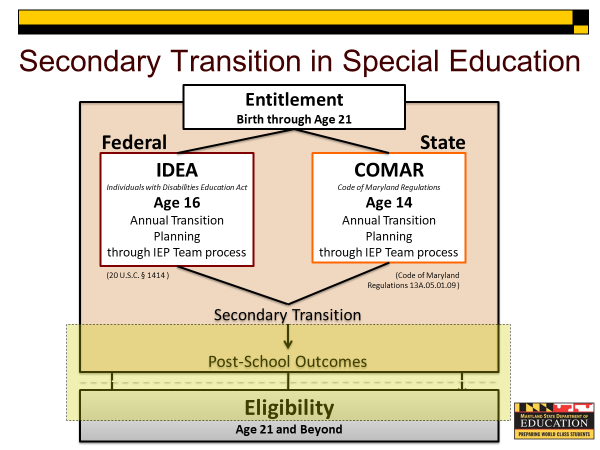 Secondary Transition in Special Education
Entitlement
Birth through Age 21
Federal
State
IDEA
Individuals with Disabilities Education Act
Age 16
Annual Transition
Planning
through IEP Team process
COMAR
Code of Maryland Regulations
Age 14
Annual Transition
Planning
through IEP Team process
(20 U.S.C. § 1414 )
(Code of Maryland
Regulations 13A.05.01.09 )
Secondary Transition
Post-School Outcomes
Eligibility
Age 21 and Beyond
MARYLAND STATE DEPARTMENT OF
EDUCATION
PREPARING WORLD CLASS STUDENTS